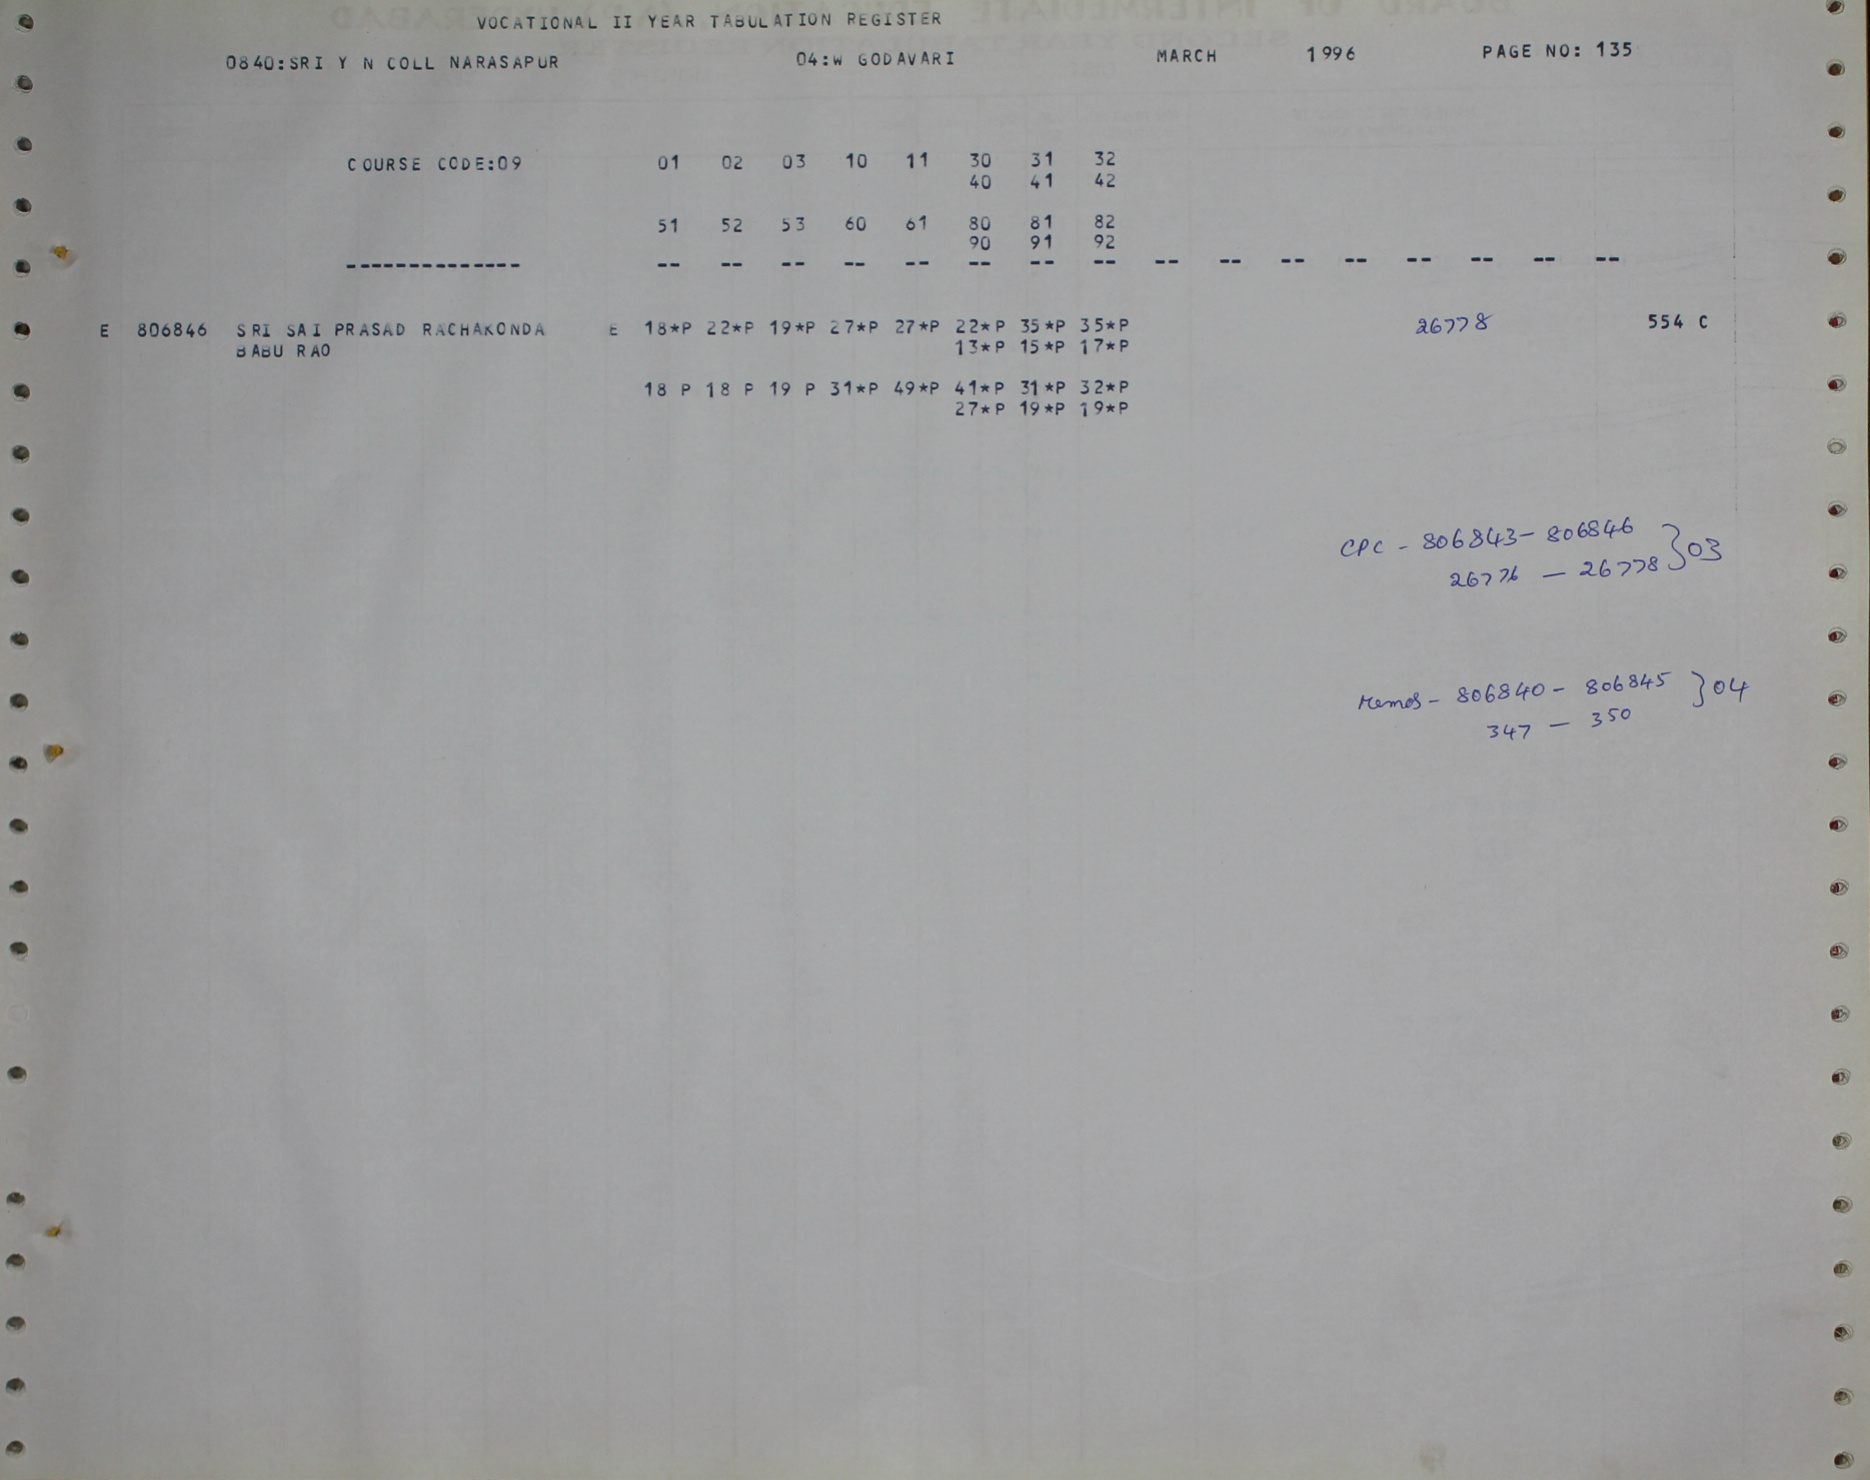 VOCATIONAL II YEAR TABULATION REGISTER
0840:SRI Y N COLL NARASAPUR 04:W GODAVARI MARCH 1996 PAGE NO: 135
COURSE CODE:09 01 02 03 10 11 30 31 32
40 41 42
51 52 53 60 61 80 81 82
90 91 92
-------------- -- -- -- -- -- -- -- -- -- -- -- -- -- -- -- --
E 806846 SRI SAI PRASAD RACHAKONDA E 18*P 22*P 19*P 27*P 27*P 22*P 35*P 35*P 26778 554 C
BABU RAO 13*P 15*P 17*P
18 P 18 P 19 P 31*P 49*P 41*P 31*P 32*P
27*P 19*P 19*P
CPC - 806843 - 806846
26776 - 26778 } 03
Memos - 806840 - 806845 } 04
347 - 350